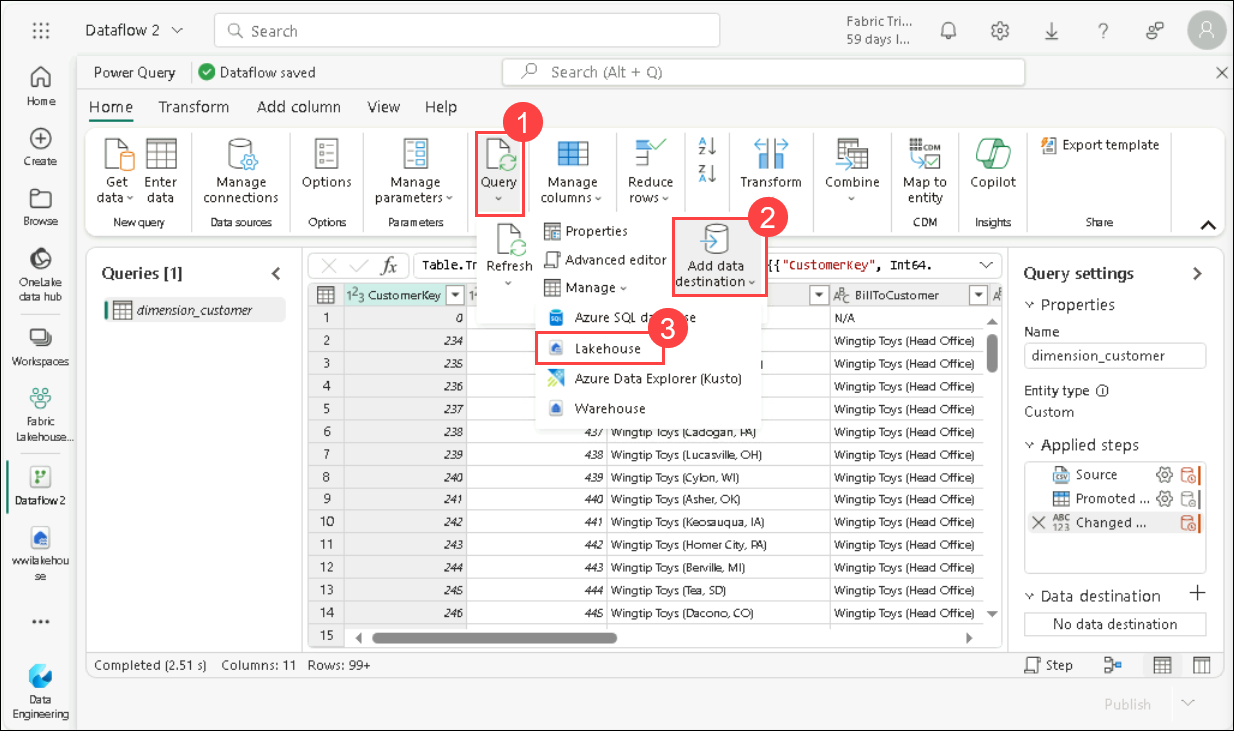 Dataflow 2
Search
Fabric Tri...
59 days l...
Power Query
Dataflow saved
Search (Alt + Q)
Home
Transform
Add column
View
Help
Home
Create
Browse
OneLake
data hub
Workspaces
Fabric
Lakehouse...
Dataflow 2
wwilakehou
se
Data
Engineering
Get
data
Enter
data
New query
Manage
connections
Data sources
Options
Options
Manage
parameters
Parameters
1
Query
Manage
columns
Reduce
rows
Transform
Combine
Map to
entity
CDM
Copilot
Insights
Export template
Share
Refresh
Properties
Advanced editor
Manage
2
Add data
destination
3
Lakehouse
Azure Data Explorer (Kusto)
Warehouse
Queries [1]
dimension_customer
fx
Table.Tr
{{"CustomerKey", Int64.
CustomerKey
BillToCustomer
1 0 N/A
2 234 Wingtip Toys (Head Office)
3 235 Wingtip Toys (Head Office)
4 236 Wingtip Toys (Head Office)
5 237 Wingtip Toys (Head Office)
6 238 437 Wingtip Toys (Cadogan, PA) Wingtip Toys (Head Office)
7 239 438 Wingtip Toys (Lucasville, OH) Wingtip Toys (Head Office)
8 240 439 Wingtip Toys (Cylon, WI) Wingtip Toys (Head Office)
9 241 440 Wingtip Toys (Asher, OK) Wingtip Toys (Head Office)
10 242 441 Wingtip Toys (Keosauqua, IA) Wingtip Toys (Head Office)
11 243 442 Wingtip Toys (Homer City, PA) Wingtip Toys (Head Office)
12 244 443 Wingtip Toys (Berville, MI) Wingtip Toys (Head Office)
13 245 444 Wingtip Toys (Tea, SD) Wingtip Toys (Head Office)
14 246 445 Wingtip Toys (Dacono, CO) Wingtip Toys (Head Office)
15
Query settings
Properties
Name
dimension_customer
Entity type
Custom
Applied steps
Source
Promoted ...
Changed ...
Data destination
No data destination
Completed (2.51 s) Columns: 11 Rows: 99+
Step
Publish